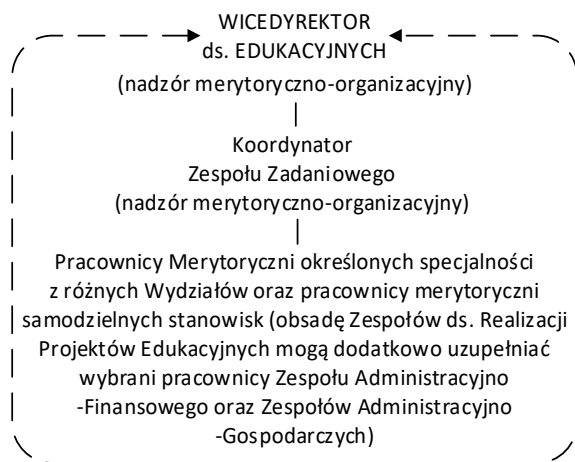 WICEDYREKTOR
ds. EDUKACYJNYCH
(nadzór merytoryczno-organizacyjny)
Koordynator
Zespołu Zadaniowego
(nadzór merytoryczno-organizacyjny)
Pracownicy Merytoryczni określonych specjalności
z różnych Wydziałów oraz pracownicy merytoryczni
samodzielnych stanowisk (obsadę Zespołów ds. Realizacji
Projektów Edukacyjnych mogą dodatkowo uzupełniać
wybrani pracownicy Zespołu Administracyjno
-Finansowego oraz Zespołów Administracyjno
-Gospodarczych)